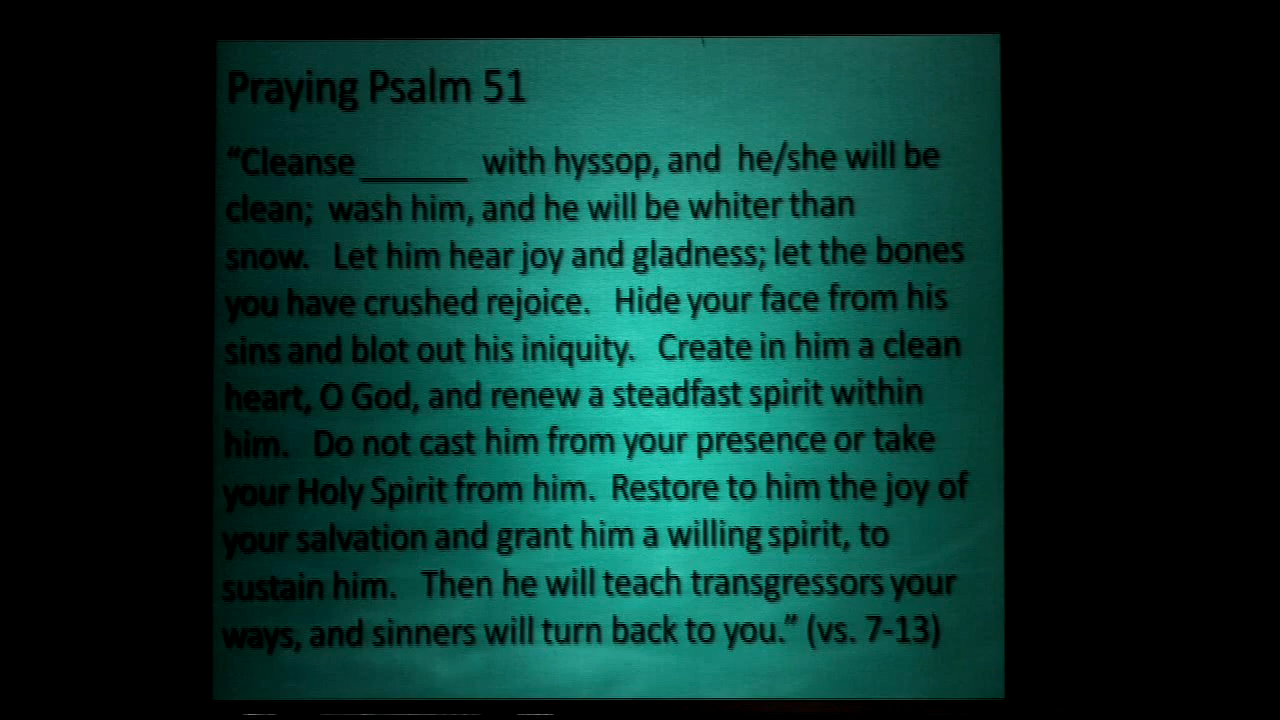 Praying Psalm 51
“Cleanse ______ with hyssop, and he/she will be
clean; wash him, and he will be whiter than
snow. Let him hear joy and gladness; let the bones
you have crushed rejoice. Hide your face from his
sins and blot out his iniquity. Create in him a clean
heart, O God, and renew a steadfast spirit within
him. Do not cast him from your presence or take
your Holy Spirit from him. Restore to him the joy of
your salvation and grant him a willing spirit, to
sustain him. Then he will teach transgressors your
ways, and sinners will turn back to you.” (vs. 7-13)